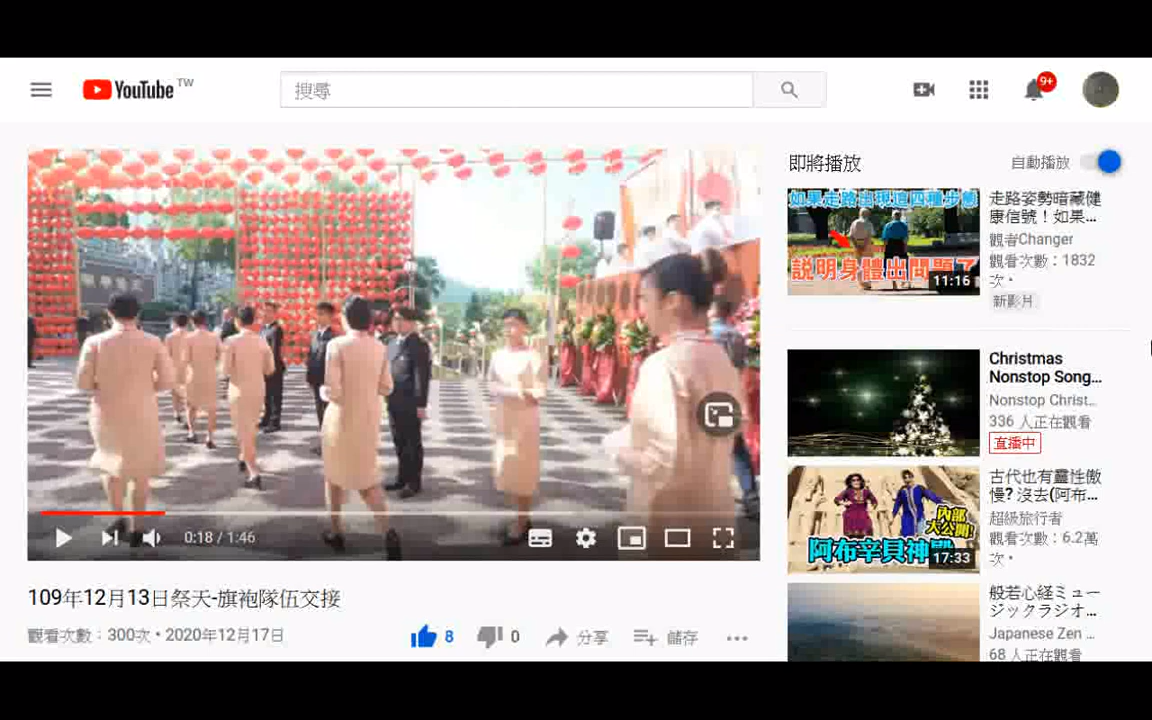 YouTube TW
搜尋
9+
即將播放
自動播放
如果走路出現這四種步態
說明身體出問題了
11:16
走路姿勢暗藏健
康信號！如果...
觀者Changer
觀看次數：1832
次・
新影片
Christmas
Nonstop Song...
Nonstop Christ...
336 人正在觀看
直播中
內部
大公開!
阿布辛貝神殿
17:33
古代也有靈性傲
慢? 沒去(阿布...
超級旅行者
觀看次數：6.2萬
次・
般若心経ミュー
ジックラジオ...
Japanese Zen ...
68 人正在觀看
0:18 / 1:46
109年12月13日祭天-旗袍隊伍交接
觀看次數：300次・2020年12月17日
8
0
分享
儲存